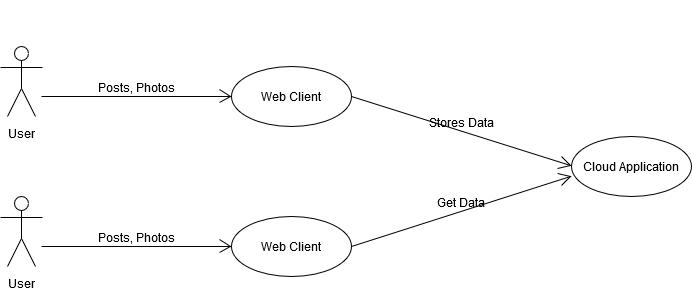 Posts, Photos
Web Client
User
Stores Data
Cloud Application
Get Data
Posts, Photos
Web Client
User